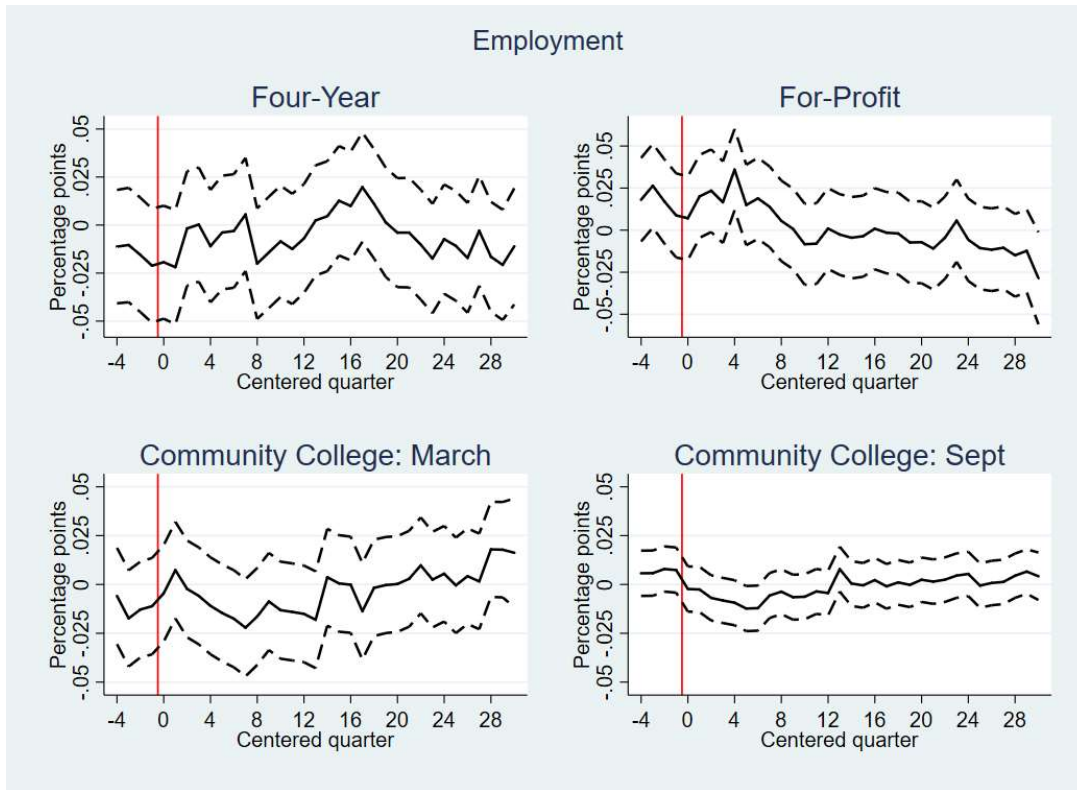 Employment
Four-Year
Percentage points
.05
.025
0
-.025
-.05
-4 0 4 8 12 16 20 24 28
Centered quarter
For-Profit
Percentage points
.05
.025
0
-.025
-.05
-4 0 4 8 12 16 20 24 28
Centered quarter
Community College: March
Percentage points
.05
.025
0
-.025
-.05
-4 0 4 8 12 16 20 24 28
Centered quarter
Community College: Sept
Percentage points
.05
.025
0
-.025
-.05
-4 0 4 8 12 16 20 24 28
Centered quarter